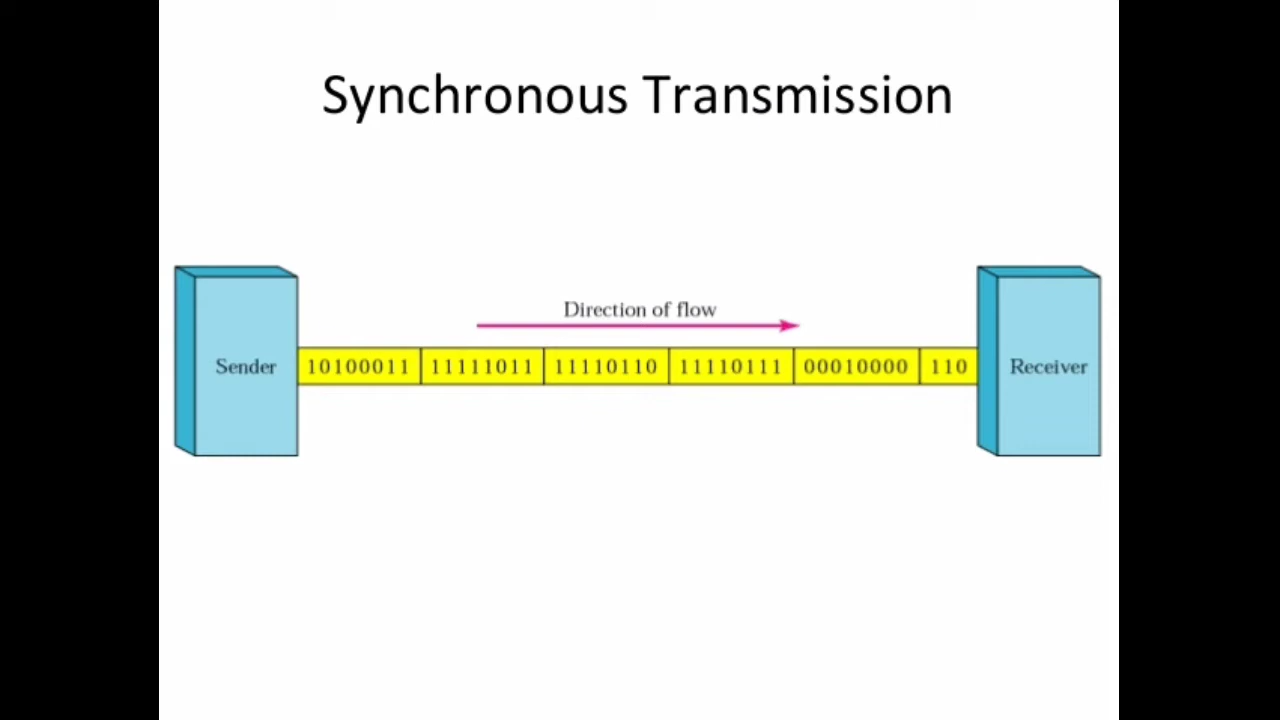 Synchronous Transmission
Direction of flow
Sender 10100011 11111011 11110110 11110111 00010000 110 Receiver